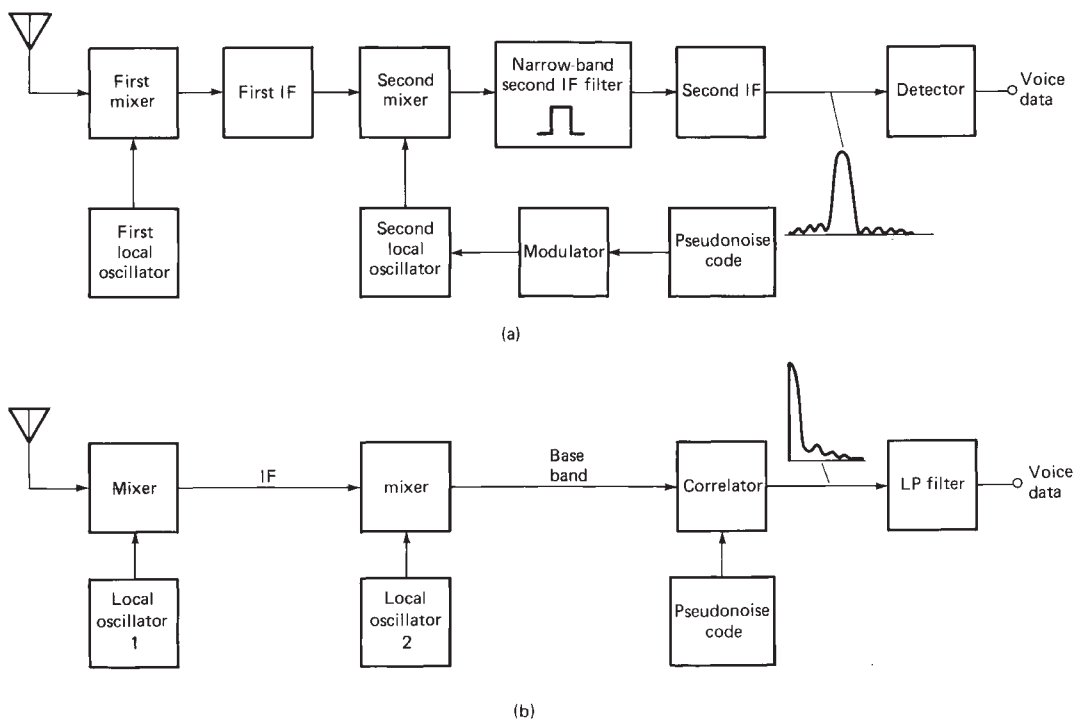 First
mixer
First IF
Second
mixer
Narrow-band
second IF filter
Second IF
Detector
Voice
data
First
local
oscillator
Second
local
oscillator
Modulator
Pseudonoise
code
(a)
Mixer
IF
mixer
Base
band
Correlator
LP filter
Voice
data
Local
oscillator
1
Local
oscillator
2
Pseudonoise
code
(b)